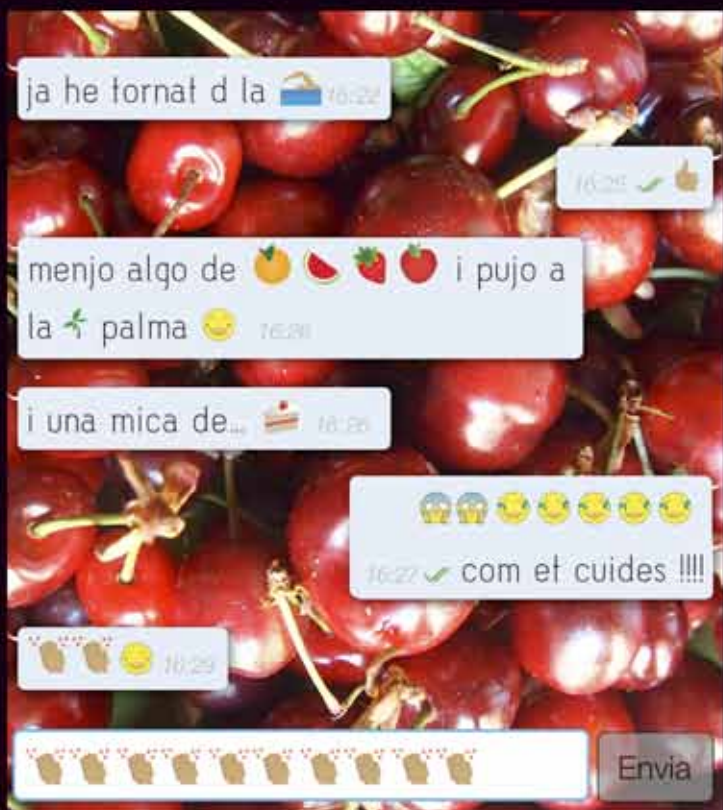 ja he tornat d la 🏊 16:22
16:25 ✓ 👍
menjo algo de 🍊 🍉 🍓 🍎 i pujo a
la 🌴 palma 😄 16:26
i una mica de... 🍰 16:26
😱😱😂😂😂😂😂
16:27 ✓ com et cuides !!!!
👏👏😄 16:29
👏👏👏👏👏👏👏👏👏👏 Envia